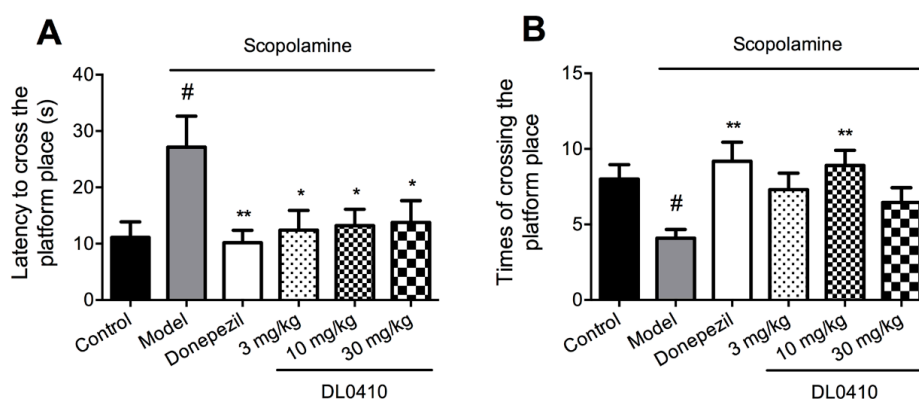 A
Scopolamine
Latency to cross the
platform place (s)
40
30
20
10
0
#
**
*
*
*
Control
Model
Donepezil
3 mg/kg
10 mg/kg
30 mg/kg
DL0410
B
Scopolamine
Times of crossing the
platform place
15
10
5
0
#
**
**
Control
Model
Donepezil
3 mg/kg
10 mg/kg
30 mg/kg
DL0410